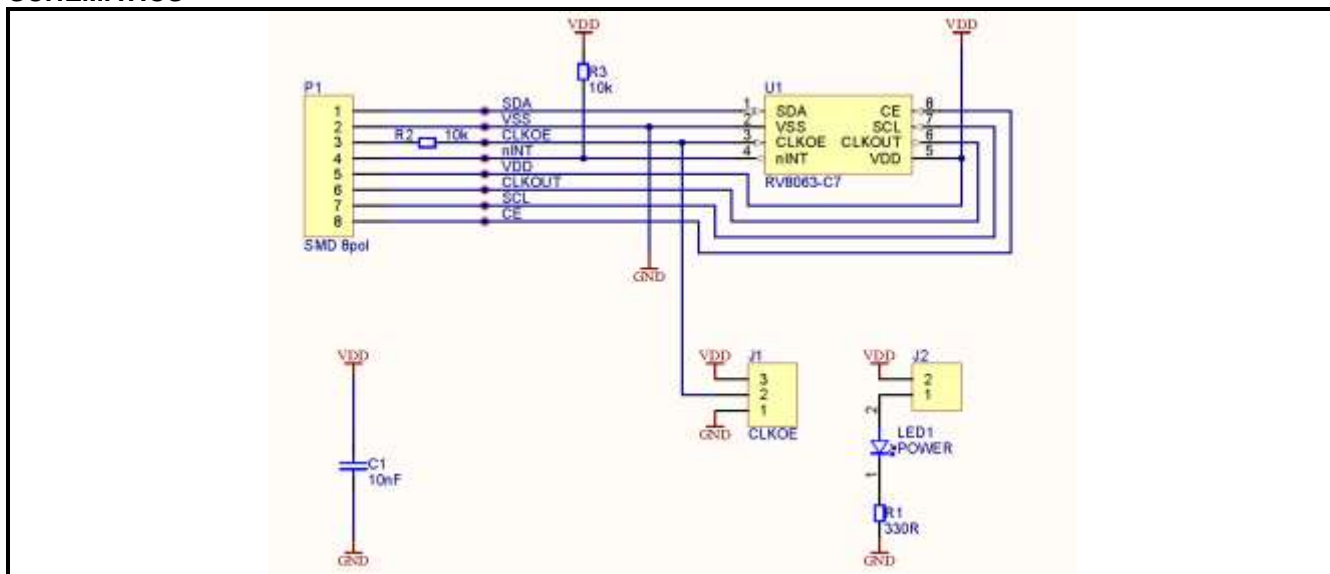 VDD
VDD
R3
10k
P1
U1
1 SDA 1 SDA CE 8
2 VSS 2 VSS SCL 7
3 R2 10k CLKOE 3 CLKOE CLKOUT 6
4 nINT 4 nINT VDD 5
5 VDD
RV8063-C7
6 CLKOUT
7 SCL
8 CE
SMD 8pol
GND
VDD
VDD J1
VDD J2
3
2
2
1
1
GND CLKOE
2
LED1
POWER
C1
10nF
1
R1
330R
GND
GND